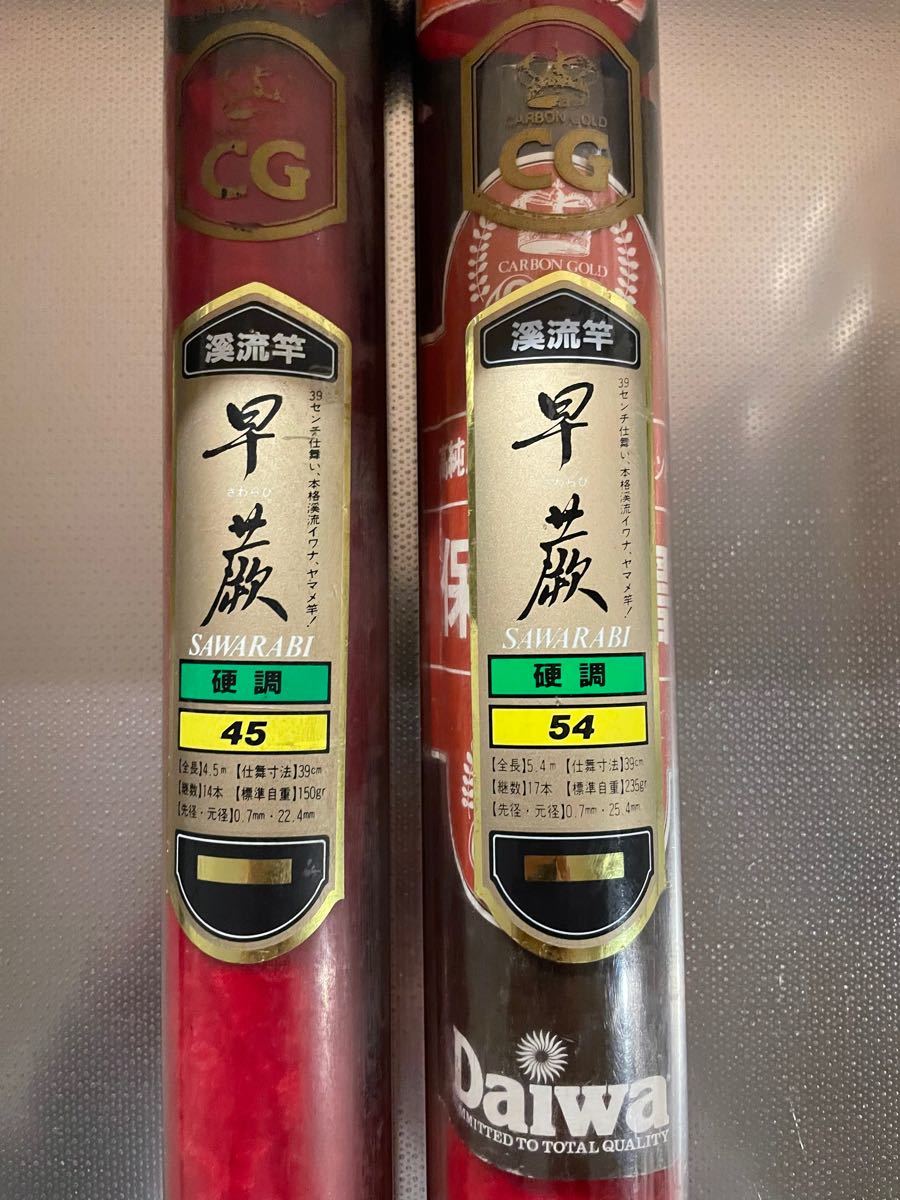 CG
溪流竿
39センチ仕舞い、本格溪流イワナ、ヤマメ竿!
早蕨
さわらび
SAWARABI
硬調
45
【全長】4.5m 【仕舞寸法】39cm
【継数】14本 【標準自重】150gr
【先径・元径】0.7mm・22.4mm
CARBON GOLD
CG
CARBON GOLD
溪流竿
39センチ仕舞い、本格溪流イワナ、ヤマメ竿!
早蕨
さわらび
SAWARABI
保
硬調
54
【全長】5.4m 【仕舞寸法】39cm
【継数】17本 【標準自重】235gr
【先径・元径】0.7mm・25.4mm
Daiwa
COMMITTED TO TOTAL QUALITY